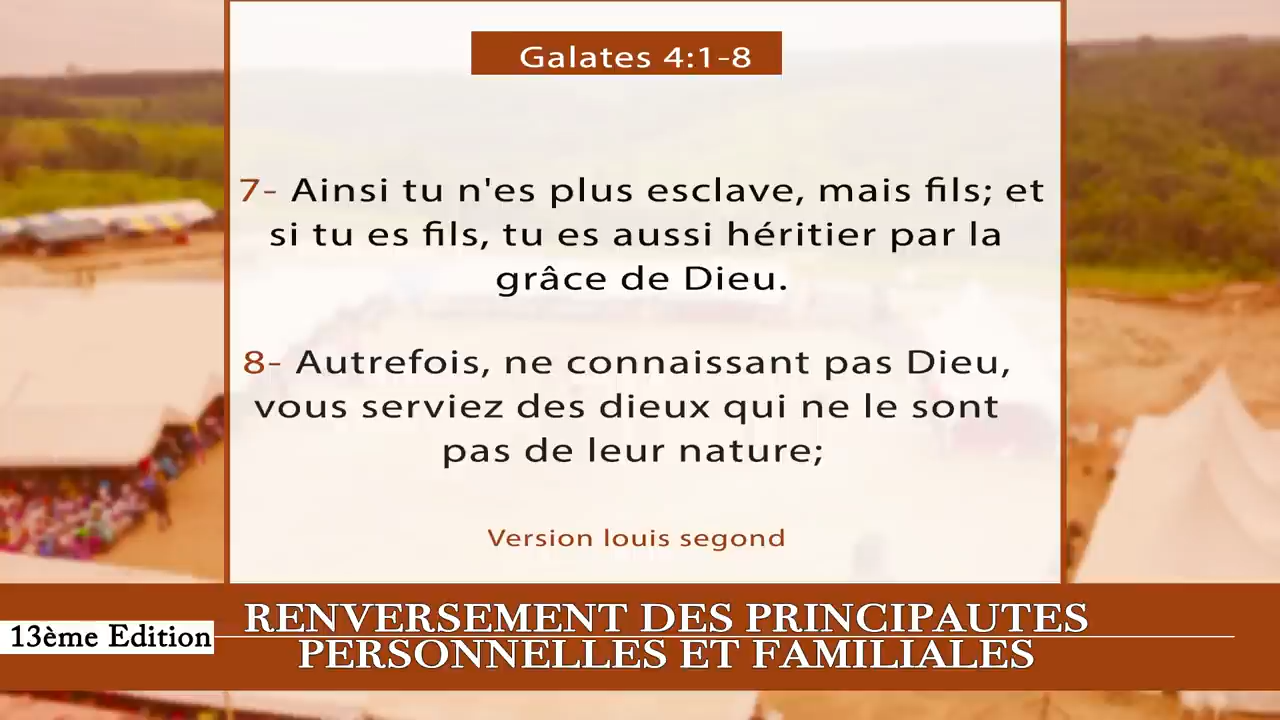 Galates 4:1-8
7- Ainsi tu n'es plus esclave, mais fils; et
si tu es fils, tu es aussi héritier par la
grâce de Dieu.
8- Autrefois, ne connaissant pas Dieu,
vous serviez des dieux qui ne le sont
pas de leur nature;
Version louis segond
13ème Edition
RENVERSEMENT DES PRINCIPAUTES
PERSONNELLES ET FAMILIALES